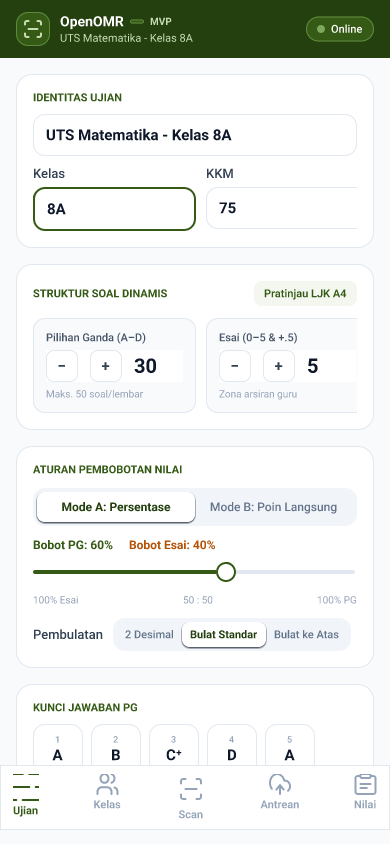 OpenOMR MVP
UTS Matematika - Kelas 8A
Online
IDENTITAS UJIAN
UTS Matematika - Kelas 8A
Kelas KKM
8A 75
STRUKTUR SOAL DINAMIS Pratinjau LJK A4
Pilihan Ganda (A–D) Esai (0–5 & +.5)
− + 30 − + 5
Maks. 50 soal/lembar Zona arsiran guru
ATURAN PEMBOBOTAN NILAI
Mode A: Persentase Mode B: Poin Langsung
Bobot PG: 60% Bobot Esai: 40%
100% Esai 50 : 50 100% PG
Pembulatan 2 Desimal Bulat Standar Bulat ke Atas
KUNCI JAWABAN PG
1 2 3 4 5
A B C+ D A
Ujian Kelas Scan Antrean Nilai